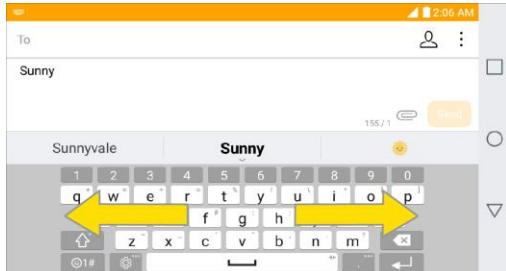 2:06 AM
To
Sunny
155/1
Send
Sunnyvale Sunny
1 2 3 4 5 6 7 8 9 0
q w e r t y u i o p
f g h
z x c v b n m
1#